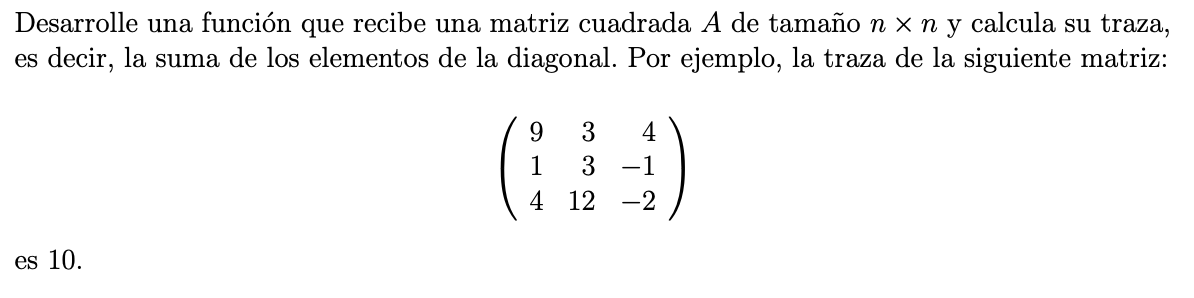 Desarrolle una función que recibe una matriz cuadrada A de tamaño n × n y calcula su traza,
es decir, la suma de los elementos de la diagonal. Por ejemplo, la traza de la siguiente matriz:
9 3 4
1 3 −1
4 12 −2
es 10.